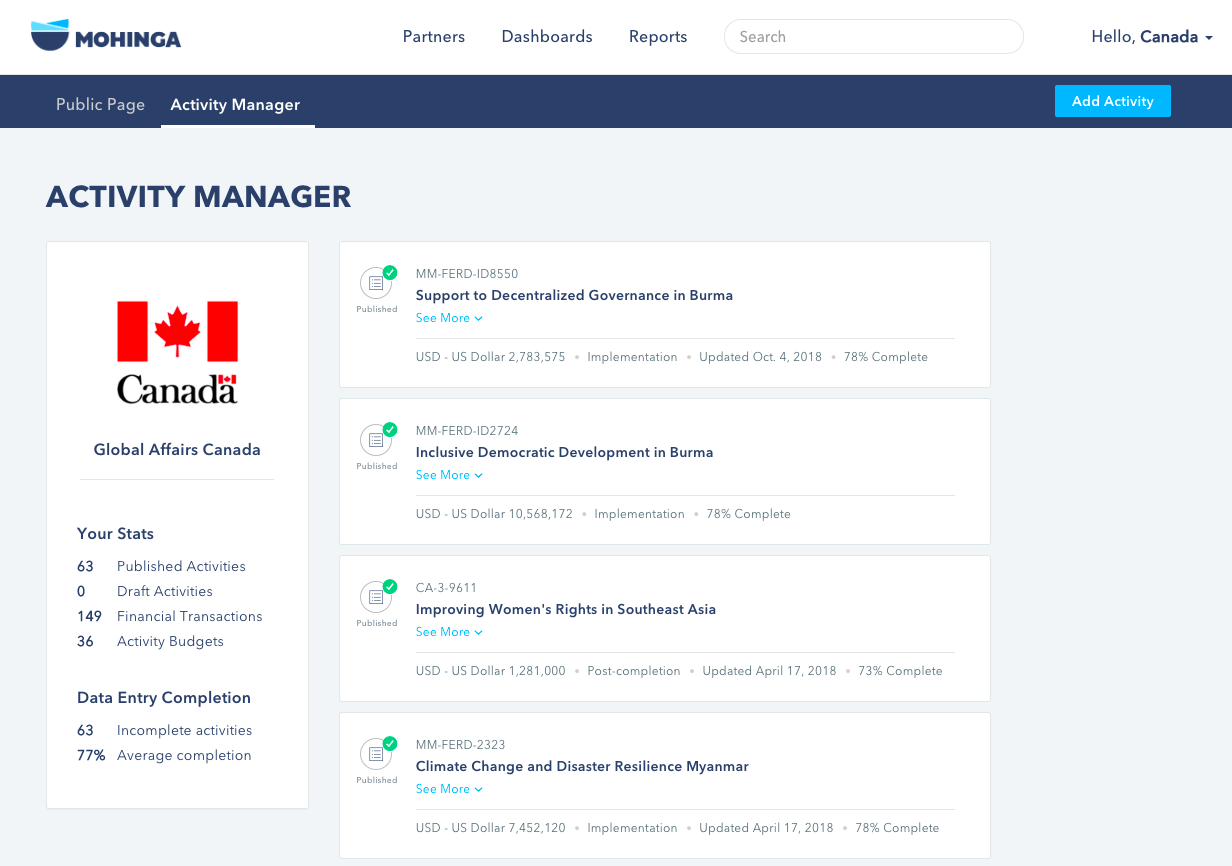 MOHINGA
Partners Dashboards Reports Search Hello, Canada
Public Page Activity Manager Add Activity
ACTIVITY MANAGER
Canada
Global Affairs Canada
Your Stats
63 Published Activities
0 Draft Activities
149 Financial Transactions
36 Activity Budgets
Data Entry Completion
63 Incomplete activities
77% Average completion
MM-FERD-ID8550
Support to Decentralized Governance in Burma
Published
See More
USD - US Dollar 2,783,575 • Implementation • Updated Oct. 4, 2018 • 78% Complete
MM-FERD-ID2724
Inclusive Democratic Development in Burma
Published
See More
USD - US Dollar 10,568,172 • Implementation • 78% Complete
CA-3-9611
Improving Women's Rights in Southeast Asia
Published
See More
USD - US Dollar 1,281,000 • Post-completion • Updated April 17, 2018 • 73% Complete
MM-FERD-2323
Climate Change and Disaster Resilience Myanmar
Published
See More
USD - US Dollar 7,452,120 • Implementation • Updated April 17, 2018 • 78% Complete